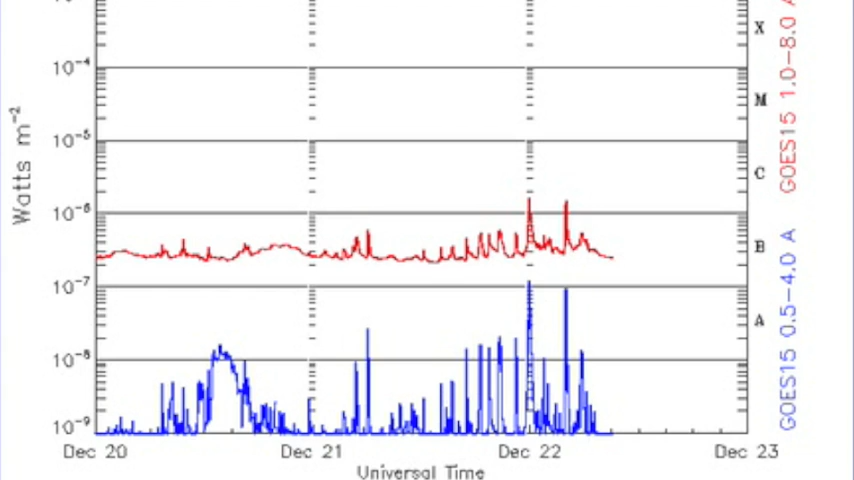 X
10⁻⁴
M
10⁻⁵
C
10⁻⁶
B
10⁻⁷
A
10⁻⁸
10⁻⁹
Watts m⁻²
Dec 20
Dec 21
Dec 22
Dec 23
Universal Time
GOES15 1.0−8.0 A
GOES15 0.5−4.0 A